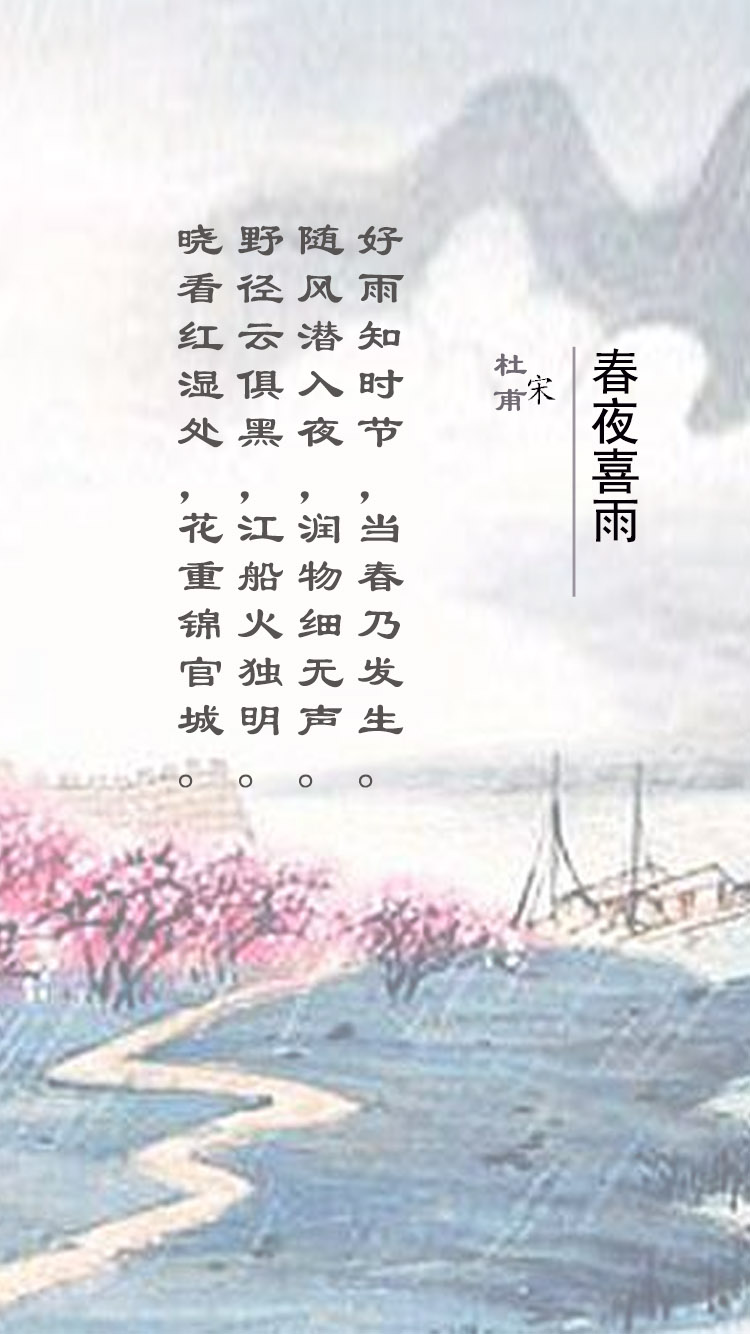 春夜喜雨
宋
杜甫
好雨知时节，当春乃发生。
随风潜入夜，润物细无声。
野径云俱黑，江船火独明。
晓看红湿处，花重锦官城。